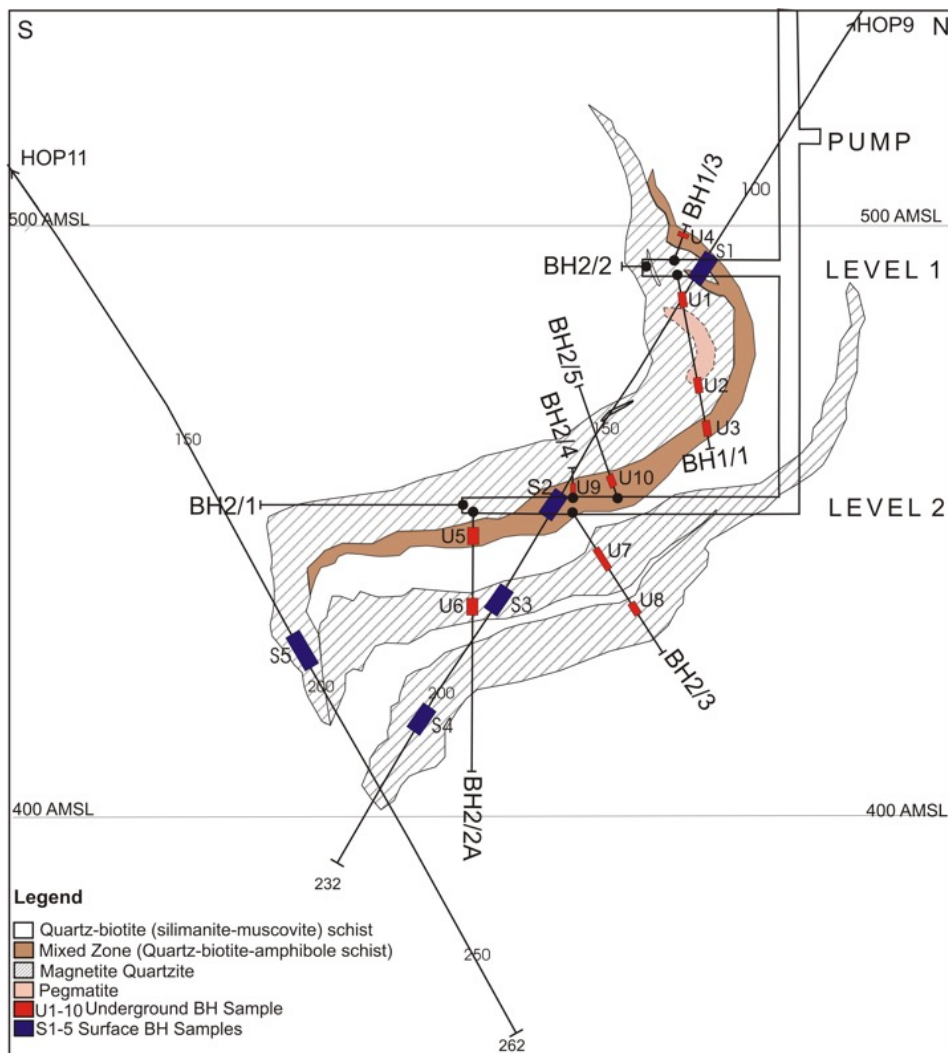 S
N
HOP9
PUMP
HOP11
100
BH1/3
500 AMSL
500 AMSL
U4
S1
BH2/2
LEVEL 1
U1
BH2/5
U2
150
BH2/4
U3
150
BH1/1
U10
S2
U9
BH2/1
LEVEL 2
U5
U7
U6
S3
U8
S5
200
BH2/3
200
S4
400 AMSL
400 AMSL
BH2/2A
232
Legend
Quartz-biotite (silimanite-muscovite) schist
Mixed Zone (Quartz-biotite-amphibole schist)
Magnetite Quartzite
Pegmatite
U1-10 Underground BH Sample
S1-5 Surface BH Samples
250
262